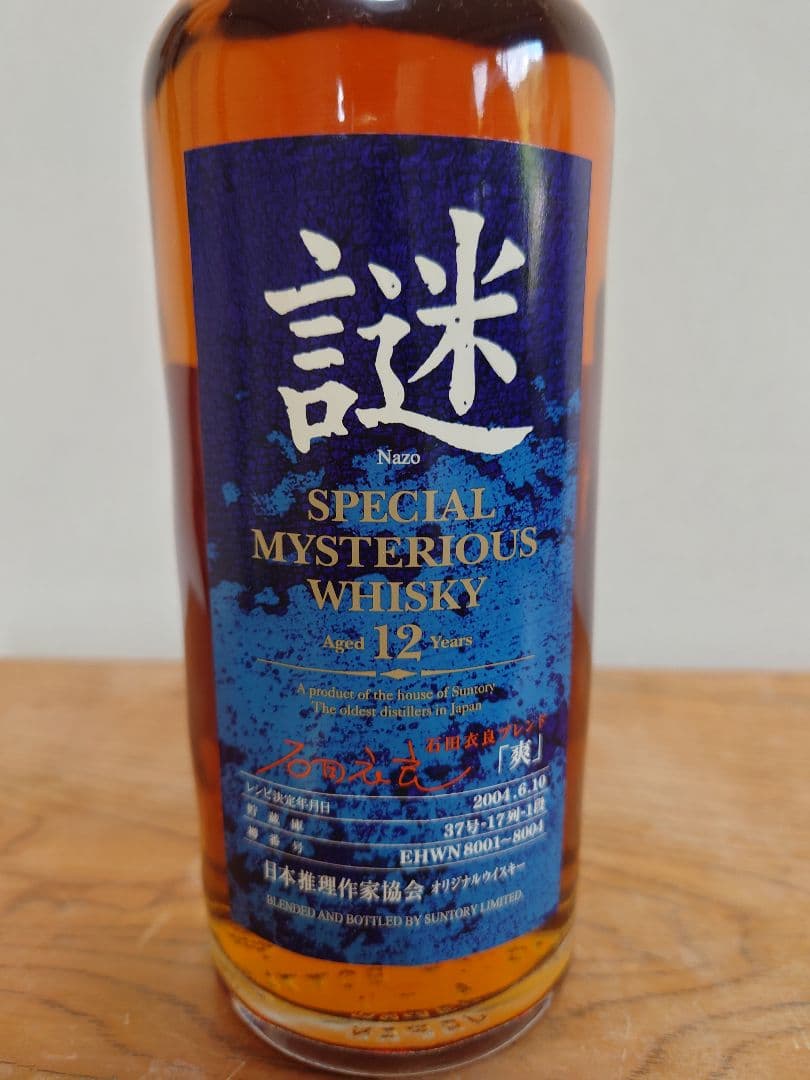 謎
Nazo
SPECIAL
MYSTERIOUS
WHISKY
Aged 12 Years
A product of the house of Suntory
The oldest distillers in Japan
石田衣良ブレンド
石田衣良 「爽」
レシピ決定年月日 2004.6.10
貯蔵庫 37号-17列-1段
樽番号 EHWN 8001~8004
日本推理作家協会 オリジナルウイスキー
BLENDED AND BOTTLED BY SUNTORY LIMITED.